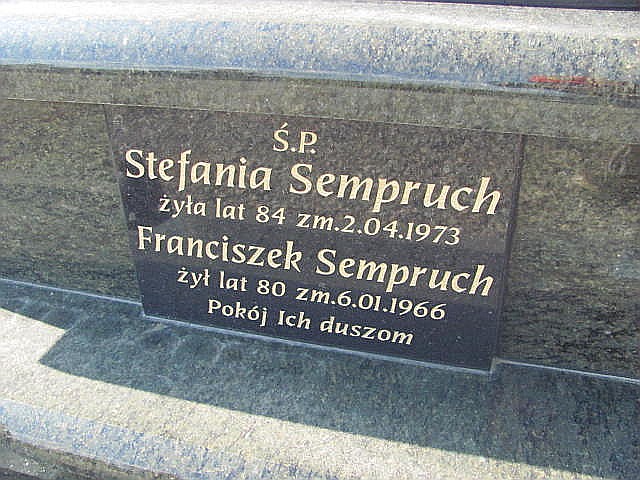 Ś.P.
Stefania Sempruch
żyła lat 84 zm.2.04.1973
Franciszek Sempruch
żył lat 80 zm.6.01.1966
Pokój Ich duszom